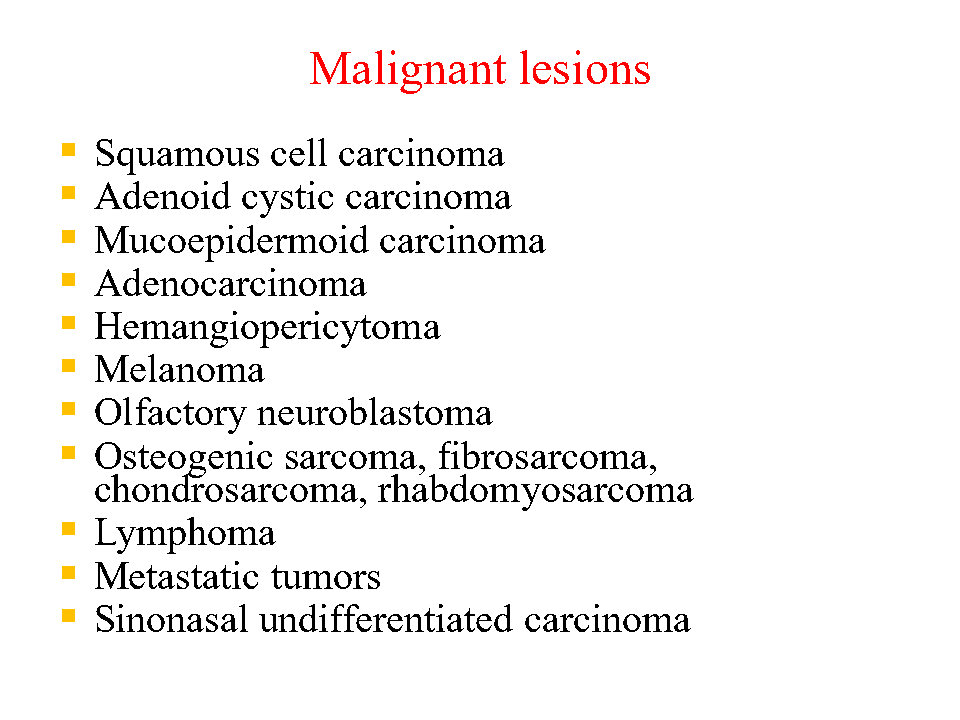 Malignant lesions
▪ Squamous cell carcinoma
▪ Adenoid cystic carcinoma
▪ Mucoepidermoid carcinoma
▪ Adenocarcinoma
▪ Hemangiopericytoma
▪ Melanoma
▪ Olfactory neuroblastoma
▪ Osteogenic sarcoma, fibrosarcoma,
chondrosarcoma, rhabdomyosarcoma
▪ Lymphoma
▪ Metastatic tumors
▪ Sinonasal undifferentiated carcinoma